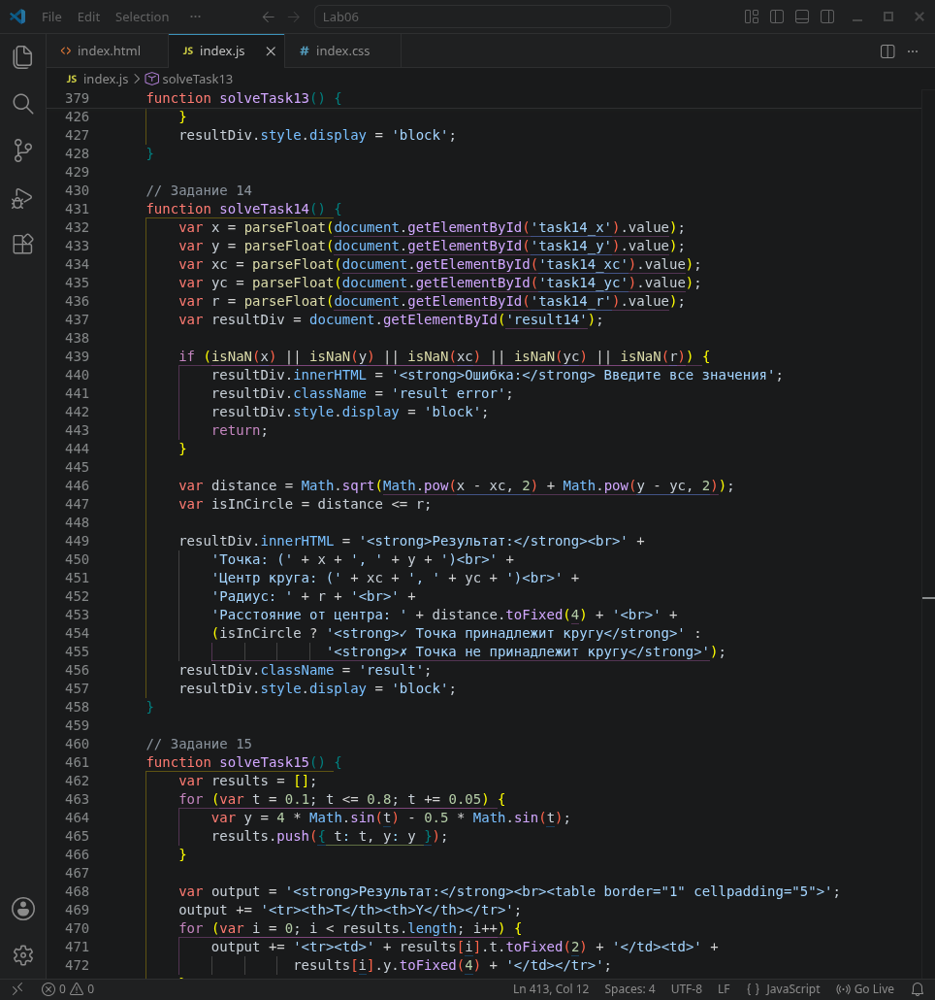 File Edit Selection ··· Lab06
index.html JS index.js # index.css
JS index.js > solveTask13
379 function solveTask13() {
426 }
427 resultDiv.style.display = 'block';
428 }
429
430 // Задание 14
431 function solveTask14() {
432 var x = parseFloat(document.getElementById('task14_x').value);
433 var y = parseFloat(document.getElementById('task14_y').value);
434 var xc = parseFloat(document.getElementById('task14_xc').value);
435 var yc = parseFloat(document.getElementById('task14_yc').value);
436 var r = parseFloat(document.getElementById('task14_r').value);
437 var resultDiv = document.getElementById('result14');
438
439 if (isNaN(x) || isNaN(y) || isNaN(xc) || isNaN(yc) || isNaN(r)) {
440 resultDiv.innerHTML = '<strong>Ошибка:</strong> Введите все значения';
441 resultDiv.className = 'result error';
442 resultDiv.style.display = 'block';
443 return;
444 }
445
446 var distance = Math.sqrt(Math.pow(x - xc, 2) + Math.pow(y - yc, 2));
447 var isInCircle = distance <= r;
448
449 resultDiv.innerHTML = '<strong>Результат:</strong><br>' +
450 'Точка: (' + x + ', ' + y + ')<br>' +
451 'Центр круга: (' + xc + ', ' + yc + ')<br>' +
452 'Радиус: ' + r + '<br>' +
453 'Расстояние от центра: ' + distance.toFixed(4) + '<br>' +
454 (isInCircle ? '<strong>✓ Точка принадлежит кругу</strong>' :
455 '<strong>✗ Точка не принадлежит кругу</strong>');
456 resultDiv.className = 'result';
457 resultDiv.style.display = 'block';
458 }
459
460 // Задание 15
461 function solveTask15() {
462 var results = [];
463 for (var t = 0.1; t <= 0.8; t += 0.05) {
464 var y = 4 * Math.sin(t) - 0.5 * Math.sin(t);
465 results.push({ t: t, y: y });
466 }
467
468 var output = '<strong>Результат:</strong><br><table border="1" cellpadding="5">';
469 output += '<tr><th>T</th><th>Y</th></tr>';
470 for (var i = 0; i < results.length; i++) {
471 output += '<tr><td>' + results[i].t.toFixed(2) + '</td><td>' +
472 results[i].y.toFixed(4) + '</td></tr>';
0 0 Ln 413, Col 12 Spaces: 4 UTF-8 LF { } JavaScript Go Live